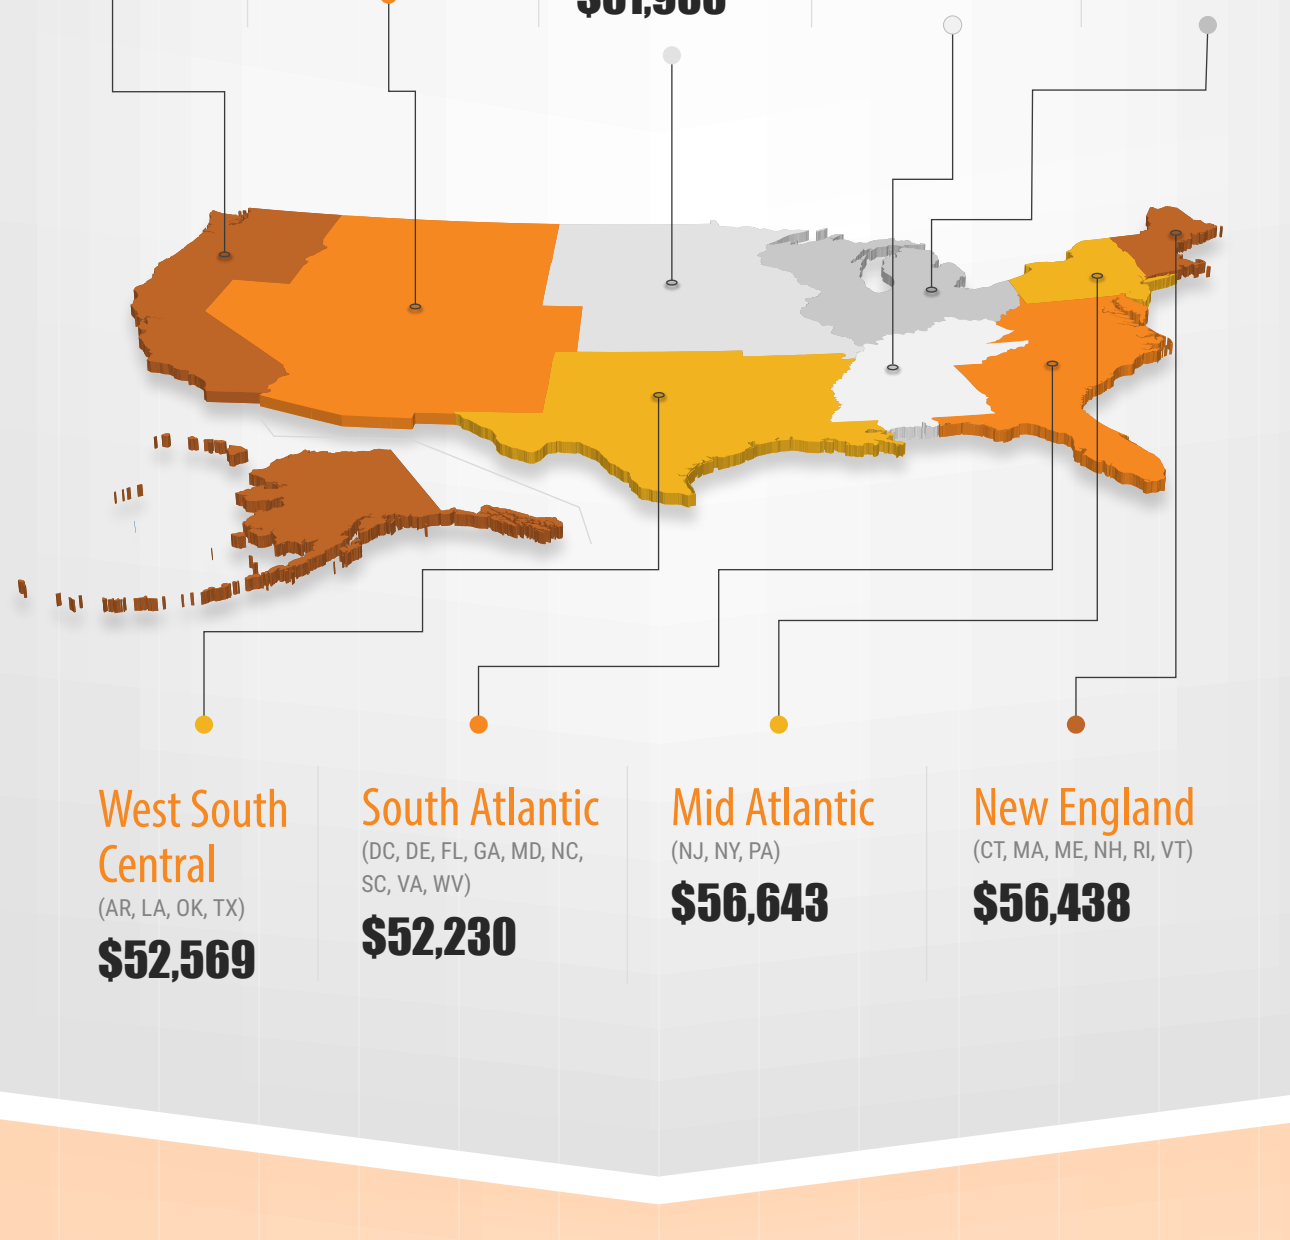 West South
Central
(AR, LA, OK, TX)
$52,569
South Atlantic
(DC, DE, FL, GA, MD, NC,
SC, VA, WV)
$52,230
Mid Atlantic
(NJ, NY, PA)
$56,643
New England
(CT, MA, ME, NH, RI, VT)
$56,438